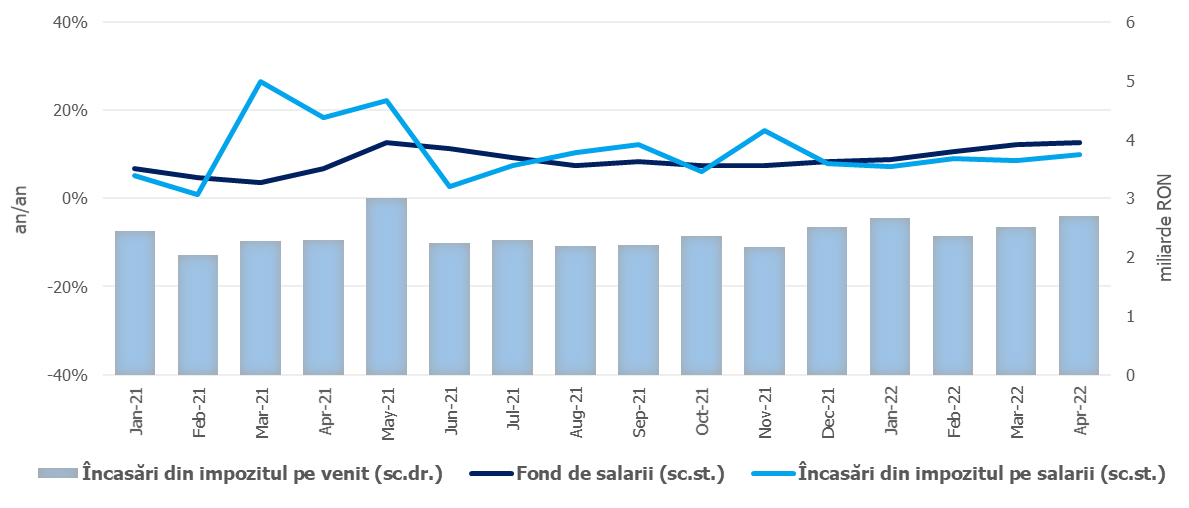 40%
20%
0%
-20%
-40%
an/an
6
5
4
3
2
1
0
miliarde RON
Jan-21
Feb-21
Mar-21
Apr-21
May-21
Jun-21
Jul-21
Aug-21
Sep-21
Oct-21
Nov-21
Dec-21
Jan-22
Feb-22
Mar-22
Apr-22
Încasări din impozitul pe venit (sc.dr.) Fond de salarii (sc.st.) Încasări din impozitul pe salarii (sc.st.)